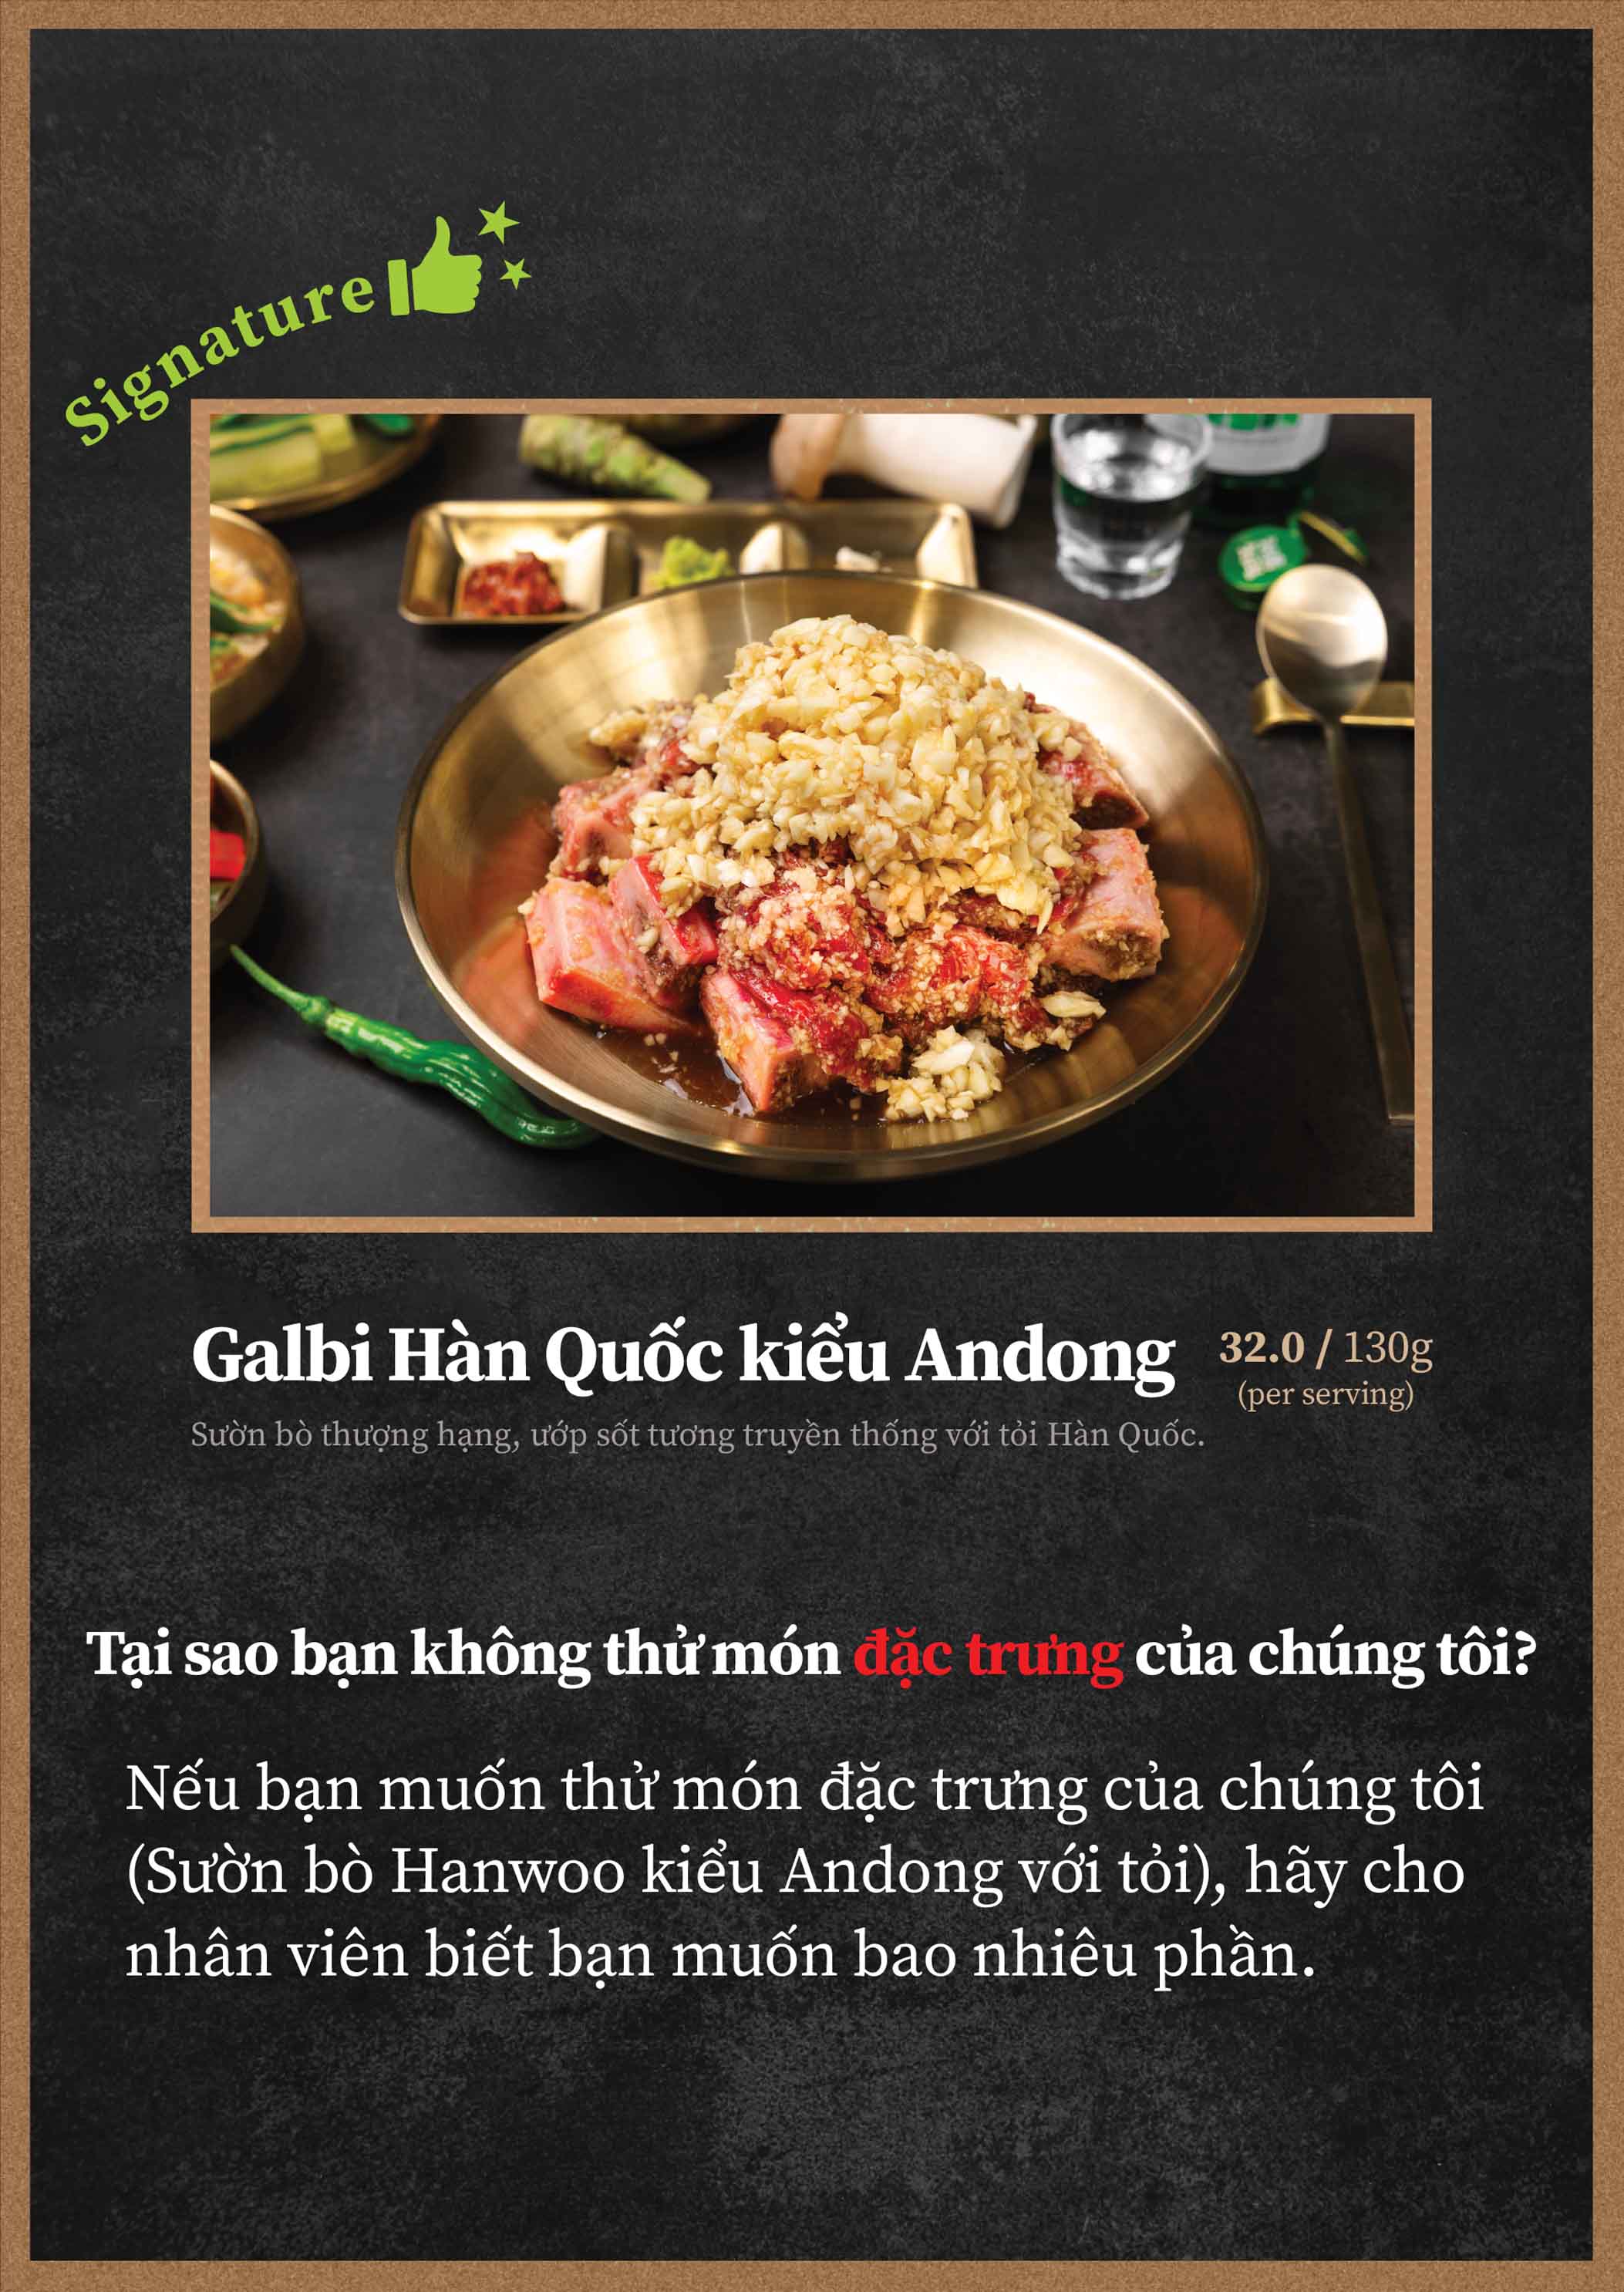 Signature
Galbi Hàn Quốc kiểu Andong
32.0 / 130g
(per serving)
Sườn bò thượng hạng, ướp sốt tương truyền thống với tỏi Hàn Quốc.
Tại sao bạn không thử món đặc trưng của chúng tôi?
Nếu bạn muốn thử món đặc trưng của chúng tôi
(Sườn bò Hanwoo kiểu Andong với tỏi), hãy cho
nhân viên biết bạn muốn bao nhiêu phần.